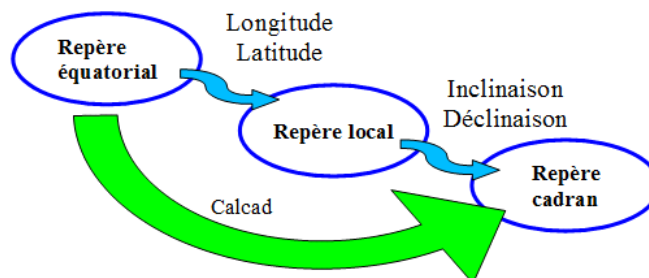 Repère
équatorial
Longitude
Latitude
Repère local
Inclinaison
Déclinaison
Repère
cadran
Calcad